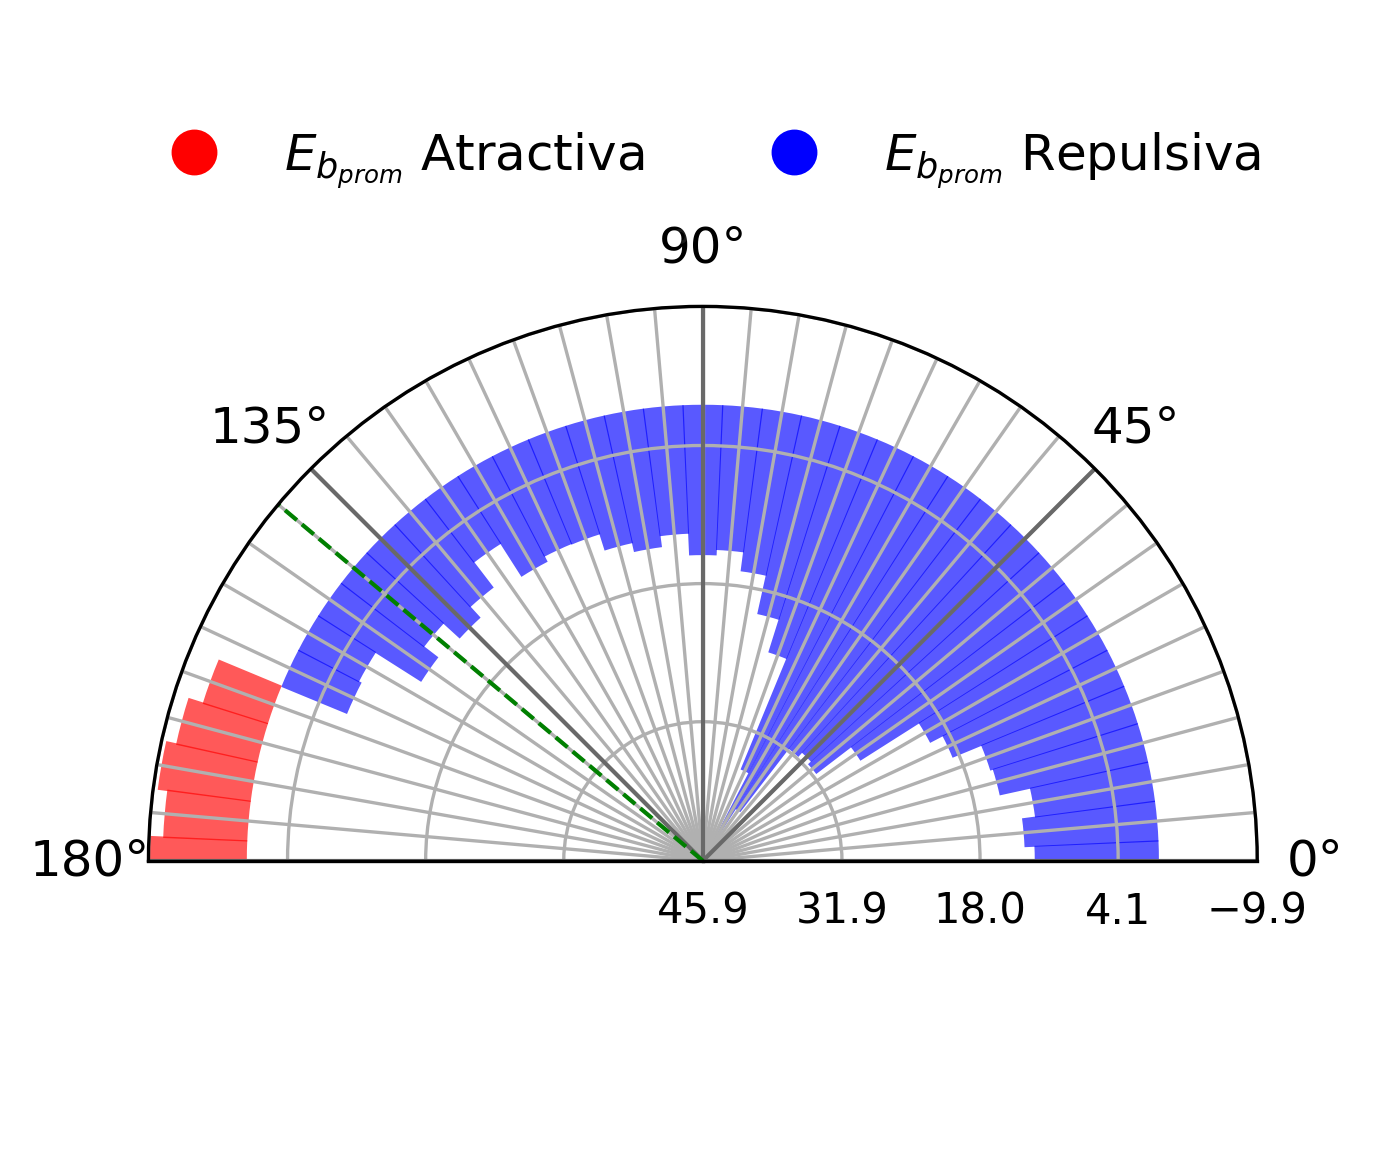 E_{b_{prom}} Atractiva E_{b_{prom}} Repulsiva
90°
135° 45°
180° 0°
45.9 31.9 18.0 4.1 −9.9